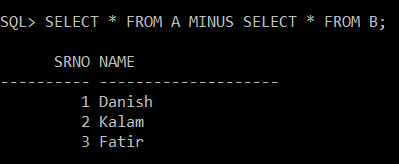 SQL> SELECT * FROM A MINUS SELECT * FROM B;
      SRNO NAME
---------- --------------------
         1 Danish
         2 Kalam
         3 Fatir